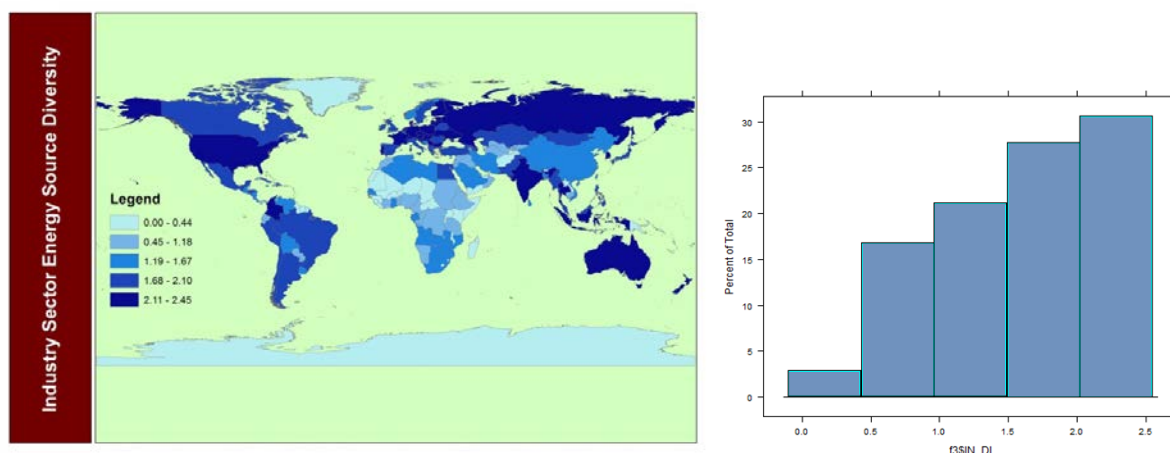 Industry Sector Energy Source Diversity
Legend
0.00 - 0.44
0.45 - 1.18
1.19 - 1.67
1.68 - 2.10
2.11 - 2.45
Percent of Total
30
25
20
15
10
5
0
0.0 0.5 1.0 1.5 2.0 2.5